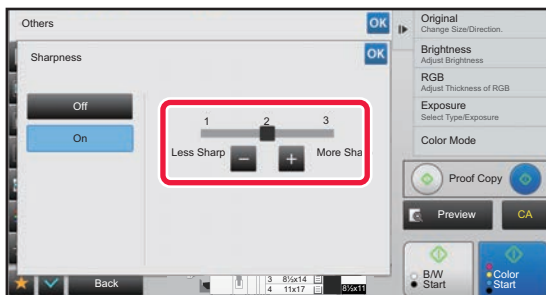 Others
OK
Sharpness
OK
Off
On
1 2 3
Less Sharp
More Sha
Back
3 8½x14
4 11x17
8½x11
Original
Change Size/Direction.
Brightness
Adjust Brightness
RGB
Adjust Thickness of RGB
Exposure
Select Type/Exposure
Color Mode
Proof Copy
Preview
CA
B/W
Start
Color
Start